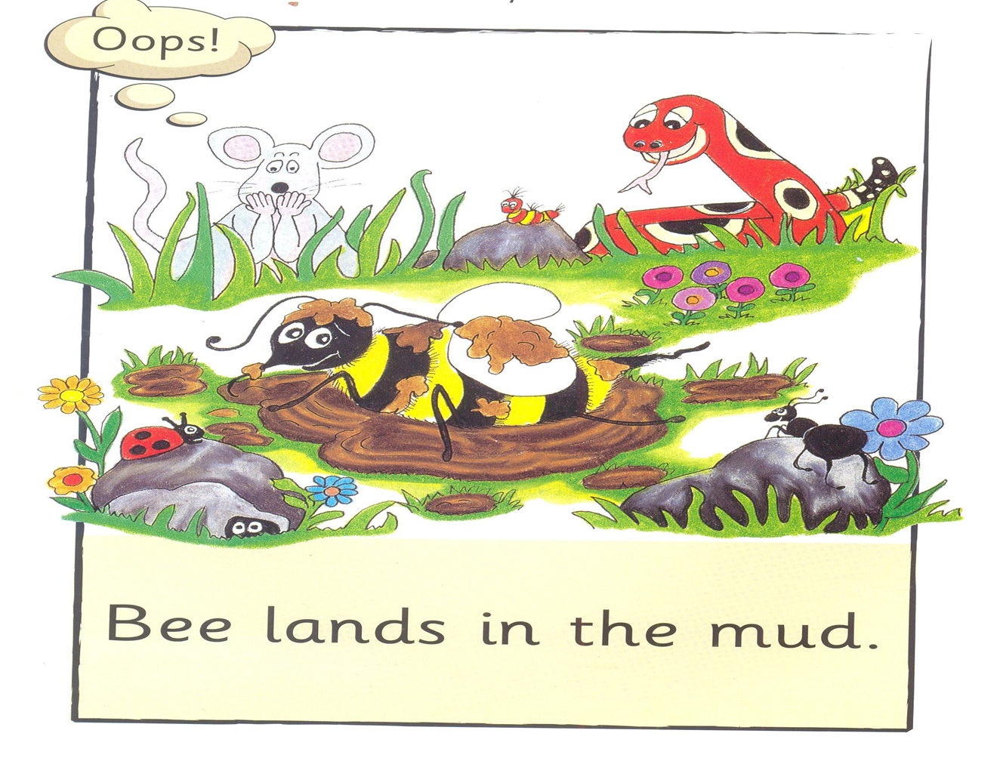 Oops!
Bee lands in the mud.